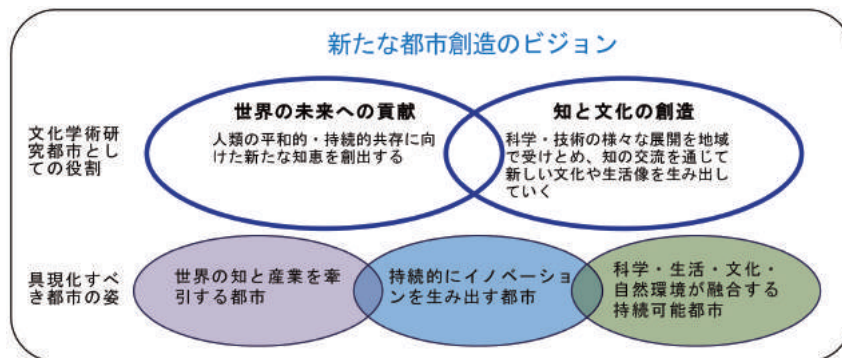 新たな都市創造のビジョン
文化学術研
究都市とし
ての役割
世界の未来への貢献
人類の平和的・持続的共存に向
けた新たな知恵を創出する
知と文化の創造
科学・技術の様々な展開を地域
で受けとめ、知の交流を通じて
新しい文化や生活像を生み出し
ていく
具現化すべ
き都市の姿
世界の知と産業を牽
引する都市
持続的にイノベーショ
ンを生み出す都市
科学・生活・文化・
自然環境が融合する
持続可能都市